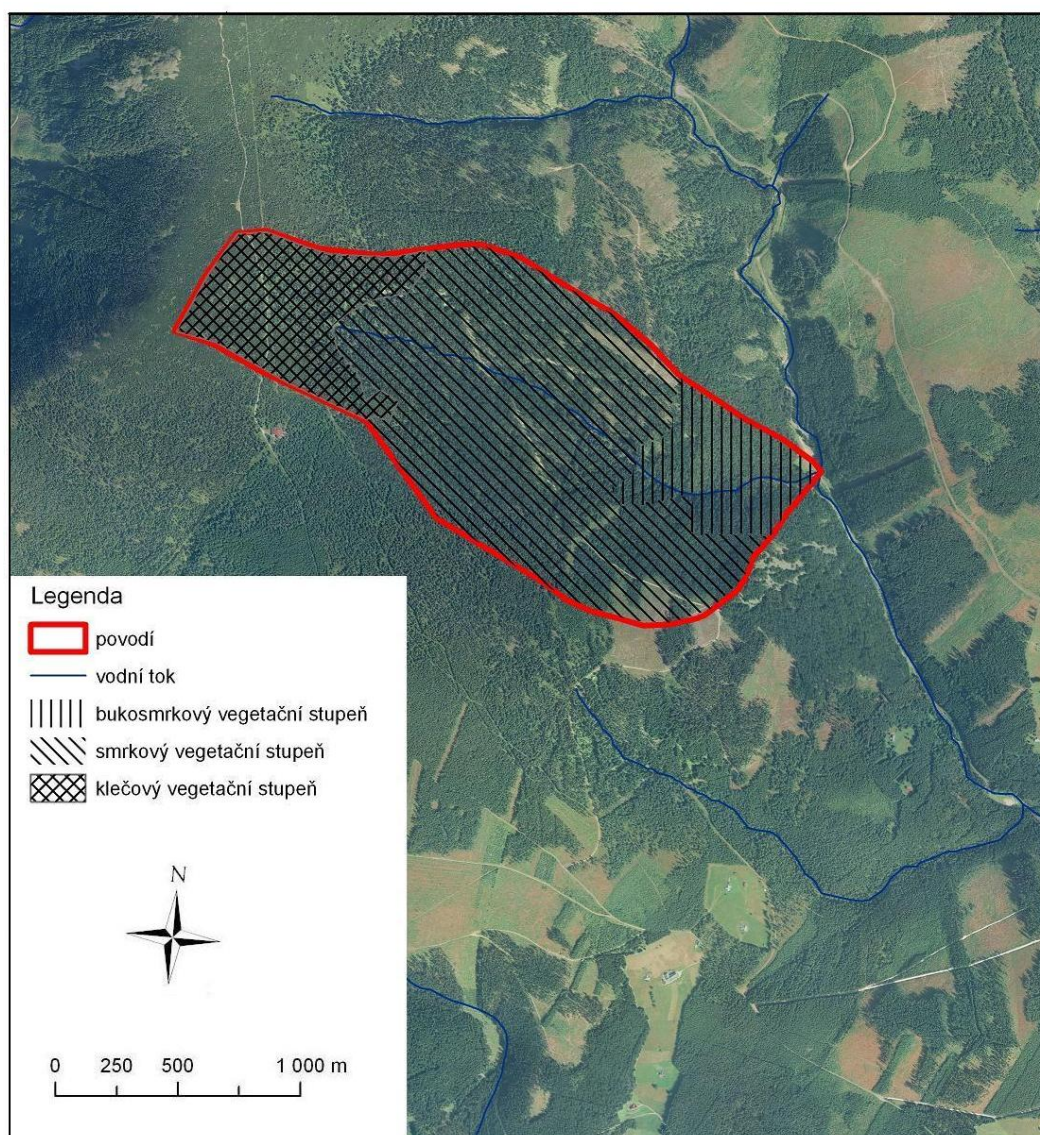 Legenda
povodí
vodní tok
bukosmrkový vegetační stupeň
smrkový vegetační stupeň
klečový vegetační stupeň
N
0 250 500 1 000 m